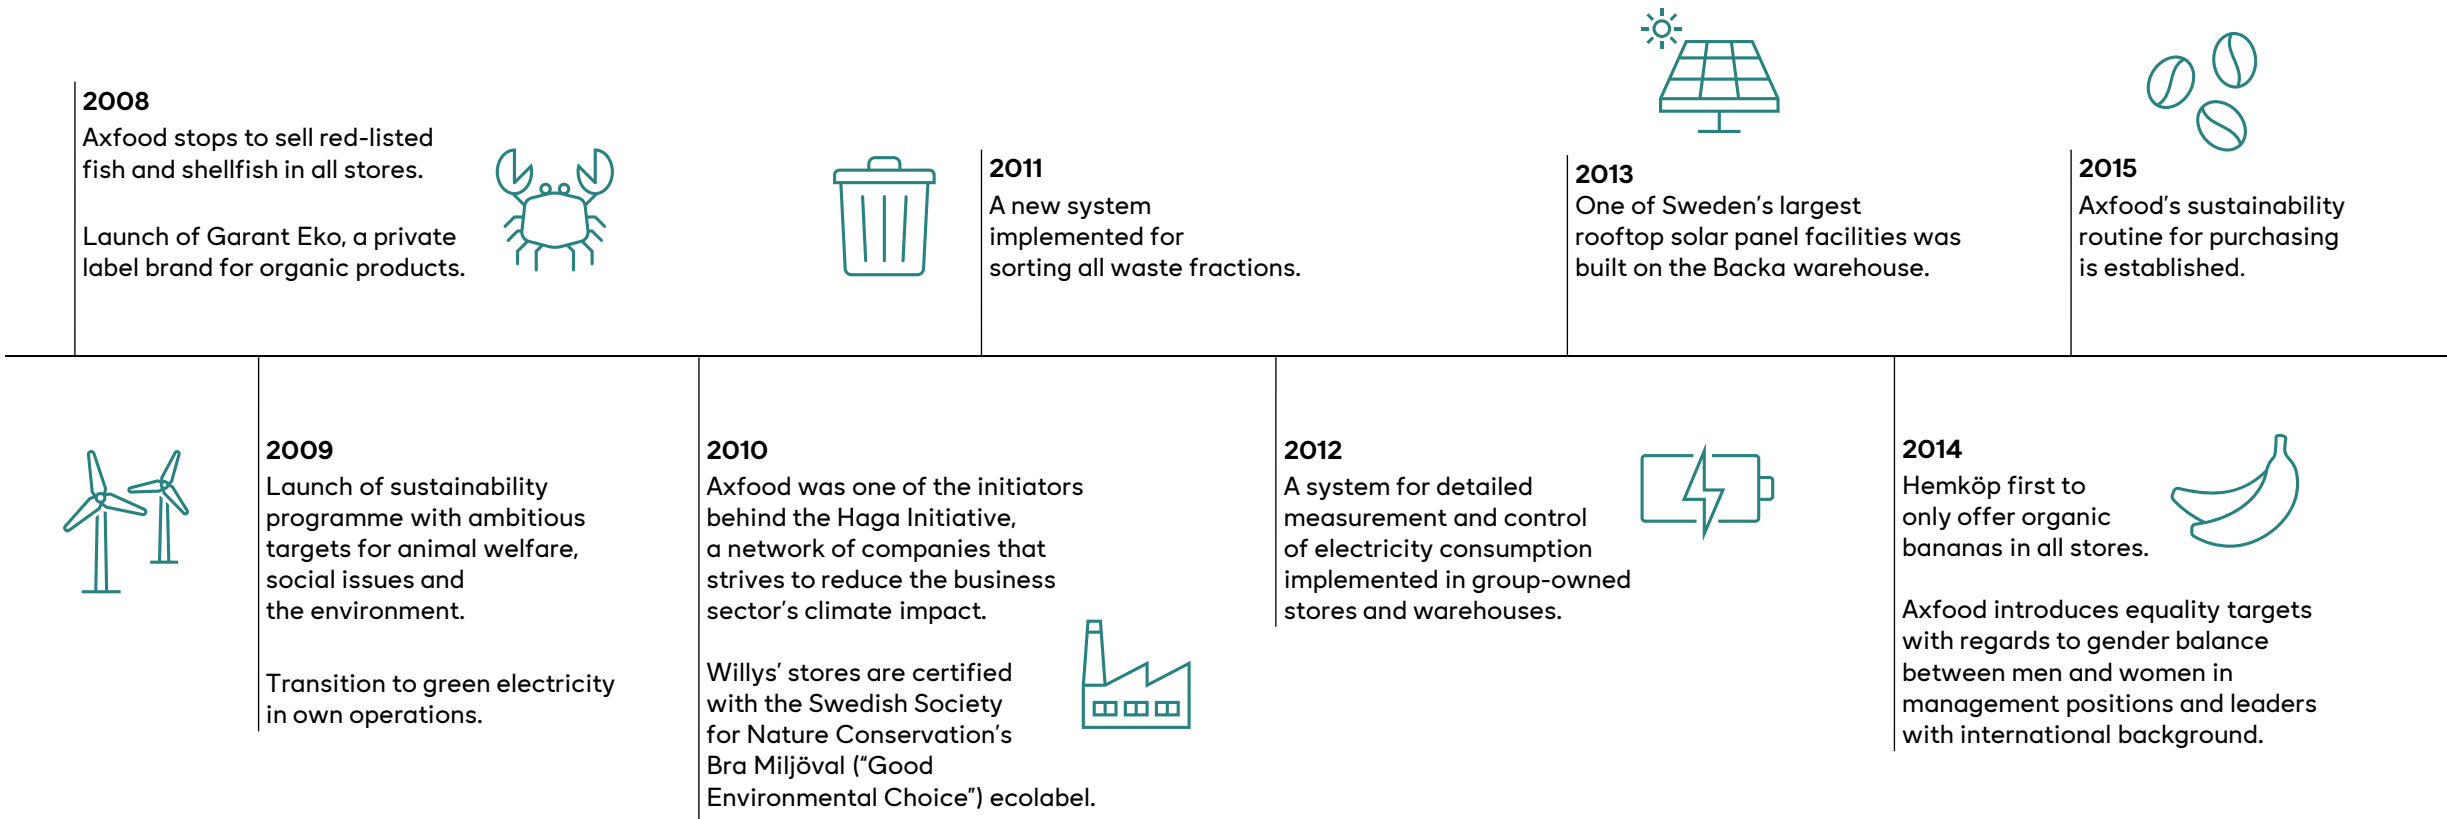 2008
Axfood stops to sell red-listed
fish and shellfish in all stores.
Launch of Garant Eko, a private
label brand for organic products.
2009
Launch of sustainability
programme with ambitious
targets for animal welfare,
social issues and
the environment.
Transition to green electricity
in own operations.
2010
Axfood was one of the initiators
behind the Haga Initiative,
a network of companies that
strives to reduce the business
sector’s climate impact.
Willys’ stores are certified
with the Swedish Society
for Nature Conservation’s
Bra Miljöval (“Good
Environmental Choice”) ecolabel.
2011
A new system
implemented for
sorting all waste fractions.
2012
A system for detailed
measurement and control
of electricity consumption
implemented in group-owned
stores and warehouses.
2013
One of Sweden’s largest
rooftop solar panel facilities was
built on the Backa warehouse.
2014
Hemköp first to
only offer organic
bananas in all stores.
Axfood introduces equality targets
with regards to gender balance
between men and women in
management positions and leaders
with international background.
2015
Axfood’s sustainability
routine for purchasing
is established.